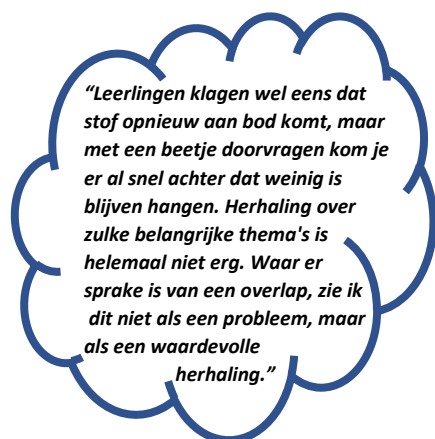 “Leerlingen klagen wel eens dat
stof opnieuw aan bod komt, maar
met een beetje doorvragen kom je
er al snel achter dat weinig is
blijven hangen. Herhaling over
zulke belangrijke thema's is
helemaal niet erg. Waar er
sprake is van een overlap, zie ik
dit niet als een probleem, maar
als een waardevolle
herhaling.”